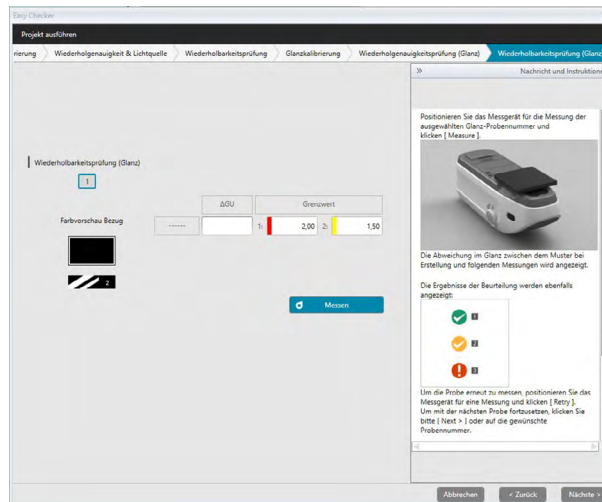 Easy Checker
Projekt ausführen
rierung
Wiederholgenauigkeit & Lichtquelle
Wiederholbarkeitsprüfung
Glanzkalibrierung
Wiederholgenauigkeitsprüfung (Glanz)
Wiederholbarkeitsprüfung (Glanz
»
Nachricht und Instruktione
Positionieren Sie das Messgerät für die Messung der
ausgewählten Glanz-Probennummer und
klicken [ Measure ].
Wiederholbarkeitsprüfung (Glanz)
1
ΔGU
Grenzwert
Farbvorschau Bezug
------
1: 2,00 2: 1,50
2
Messen
Die Abweichung im Glanz zwischen dem Muster bei
Erstellung und folgenden Messungen wird angezeigt.
Die Ergebnisse der Beurteilung werden ebenfalls
angezeigt:
1
2
3
Um die Probe erneut zu messen, positionieren Sie das
Messgerät für eine Messung und klicken [ Retry ].
Um mit der nächsten Probe fortzusetzen, klicken Sie
bitte [ Next > ] oder auf die gewünschte
Probennummer.
Abbrechen
< Zurück
Nächste >